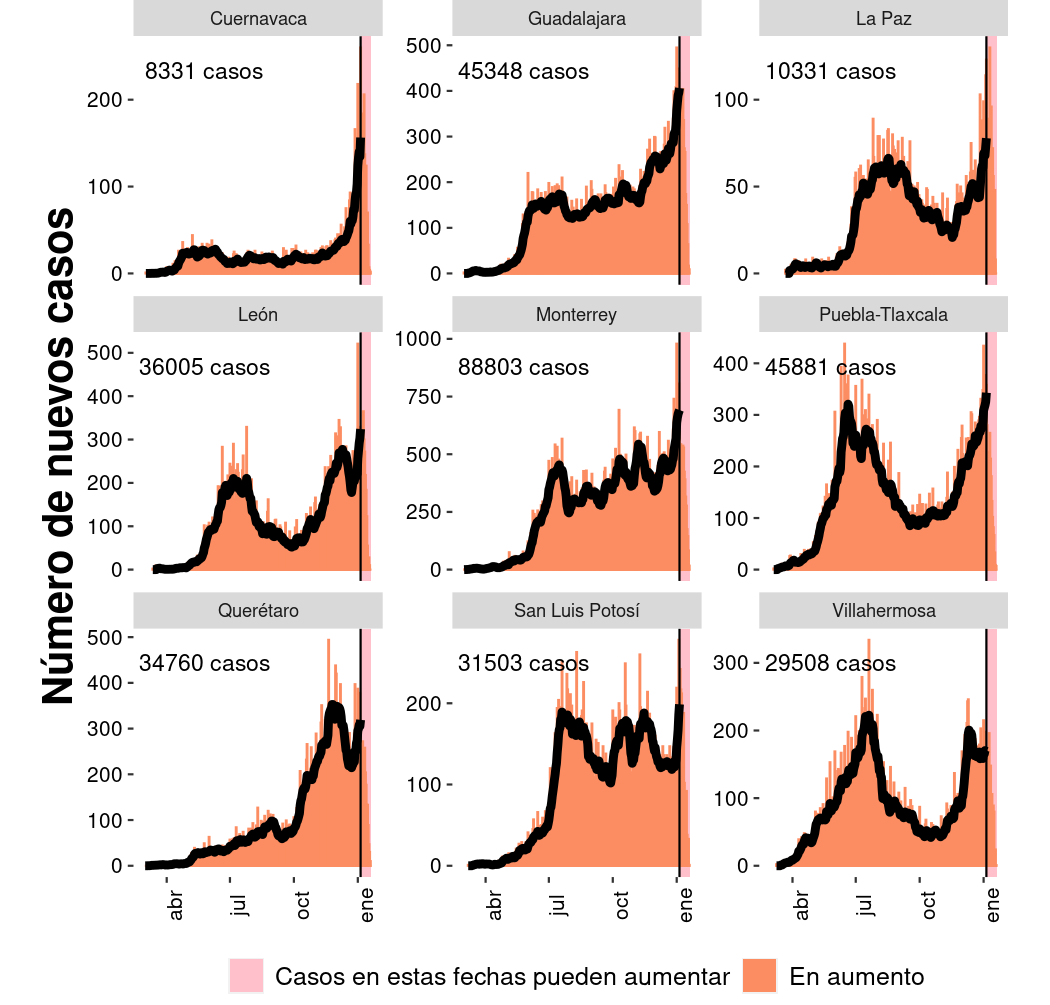 Número de nuevos casos
Cuernavaca
8331 casos
200
100
0
Guadalajara
45348 casos
500
400
300
200
100
0
La Paz
10331 casos
100
50
0
León
36005 casos
500
400
300
200
100
0
Monterrey
88803 casos
1000
750
500
250
0
Puebla-Tlaxcala
45881 casos
400
300
200
100
0
Querétaro
34760 casos
500
400
300
200
100
0
abr jul oct ene
San Luis Potosí
31503 casos
200
100
0
abr jul oct ene
Villahermosa
29508 casos
300
200
100
0
abr jul oct ene
Casos en estas fechas pueden aumentar En aumento